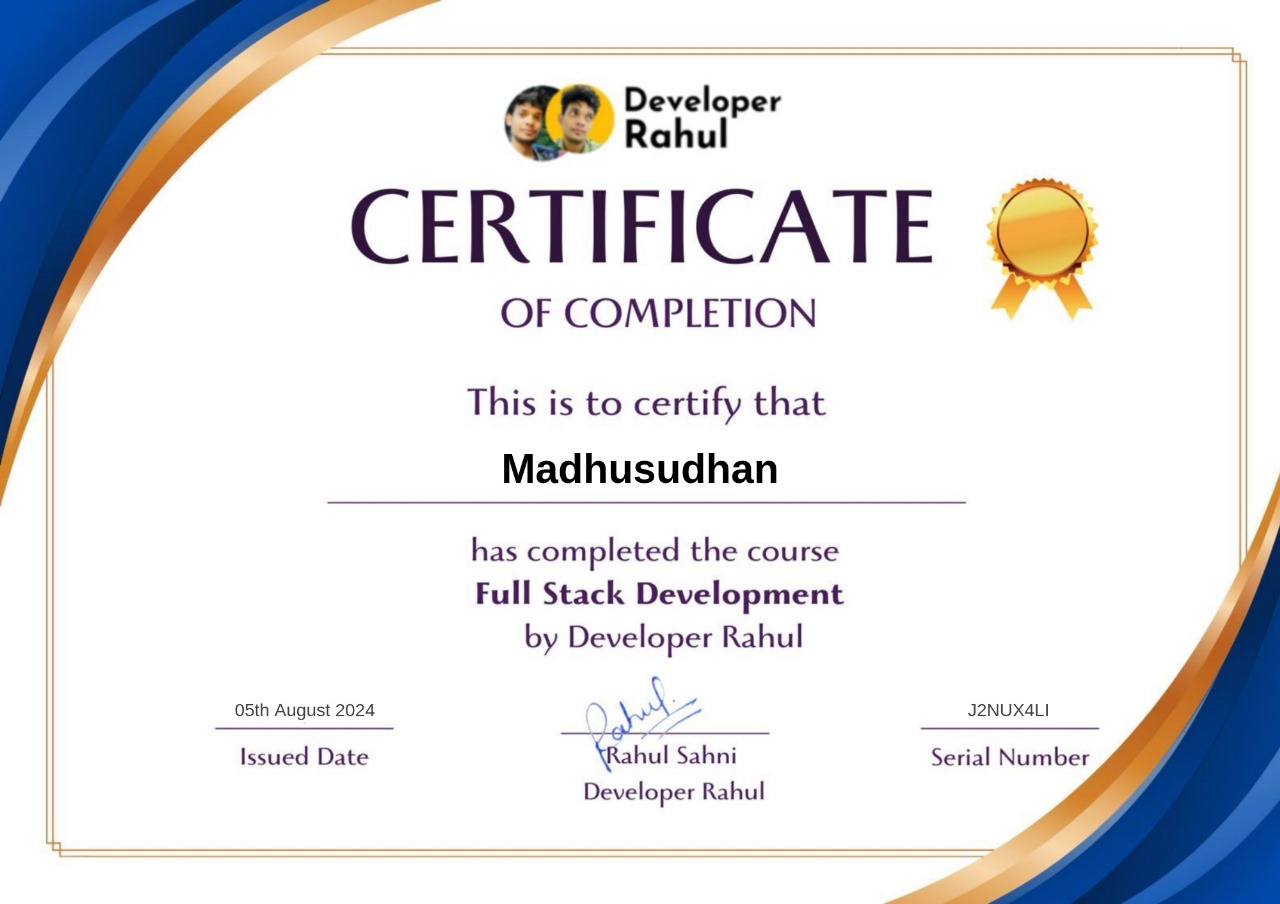 Developer
Rahul
CERTIFICATE
OF COMPLETION
This is to certify that
Madhusudhan
has completed the course
Full Stack Development
by Developer Rahul
05th August 2024
Issued Date
Rahul.
Rahul Sahni
Developer Rahul
J2NUX4LI
Serial Number